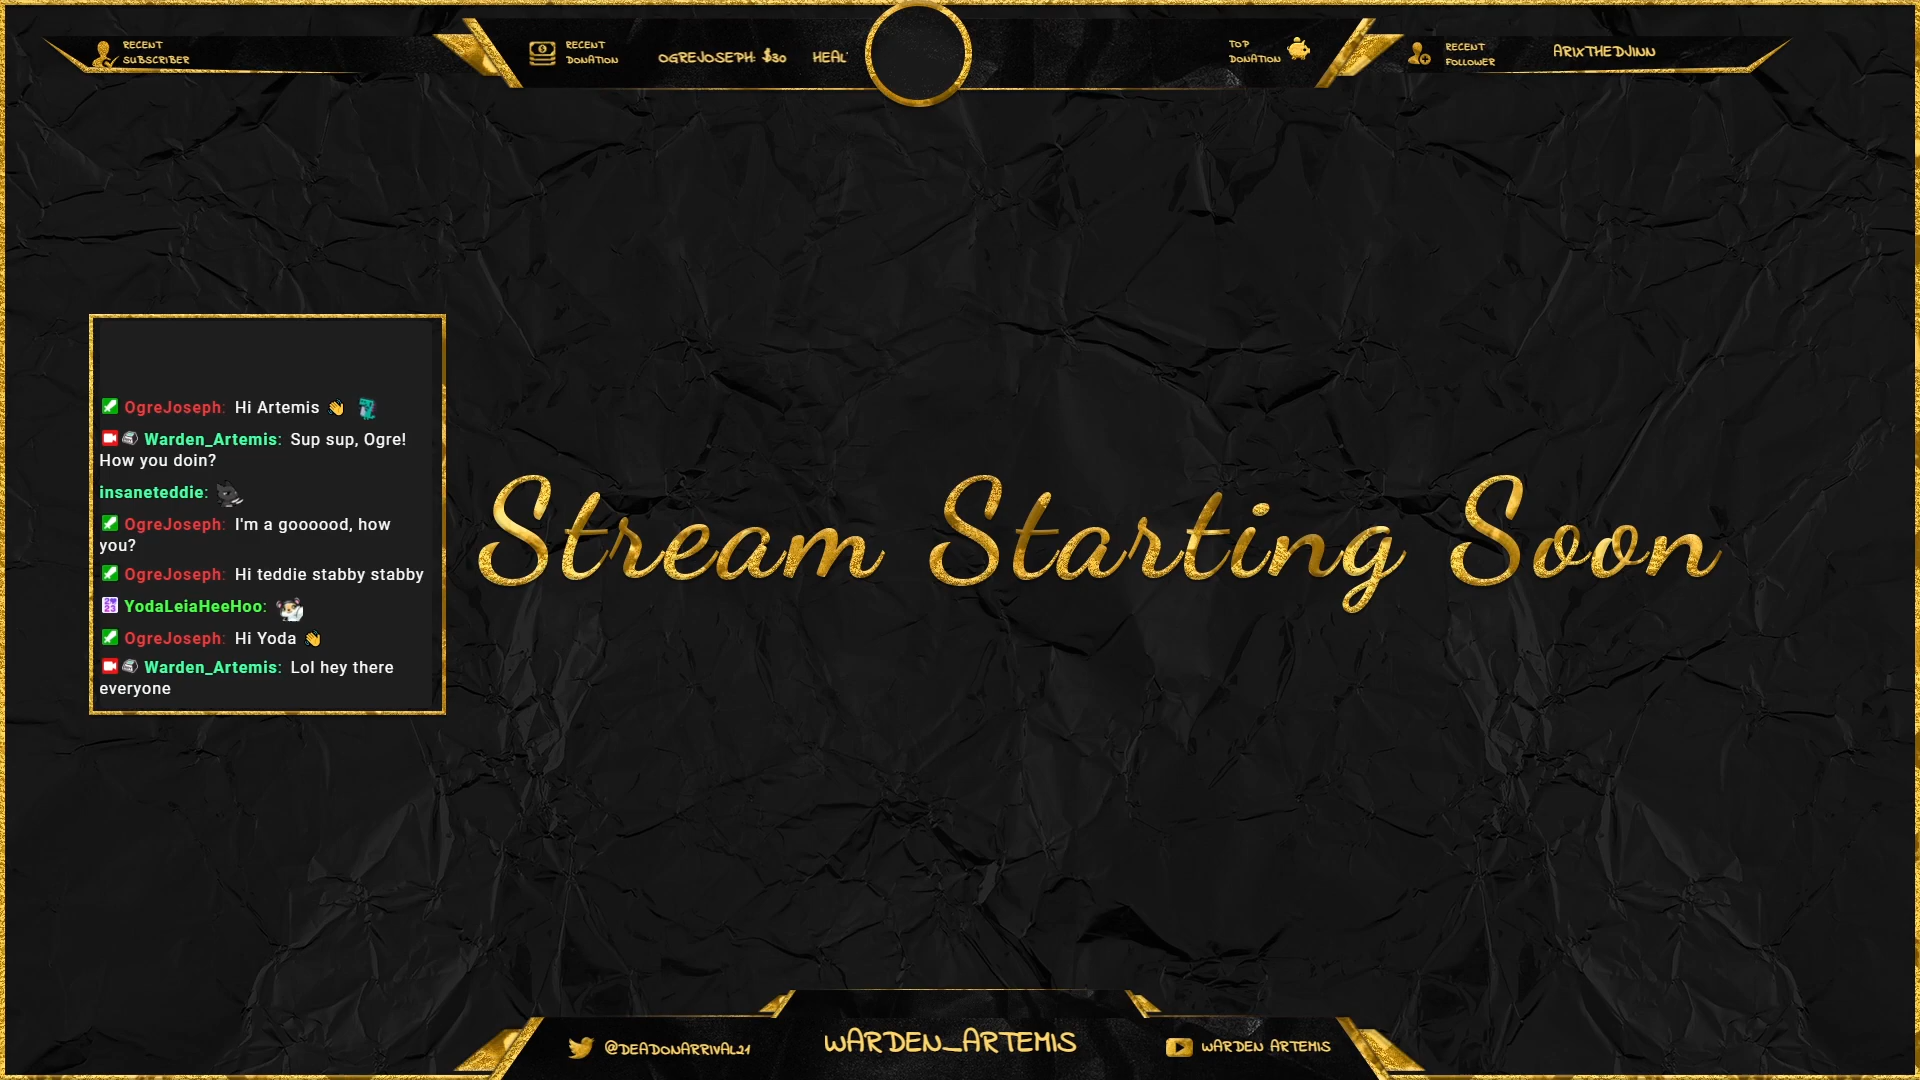 RECENT
SUBSCRIBER
RECENT
DONATION
OGREJOSEPH: $30 HEAL
TOP
DONATION
RECENT
FOLLOWER
ARIXTHEDJINN
OgreJoseph: Hi Artemis 👋
Warden_Artemis: Sup sup, Ogre!
How you doin?
insaneteddie:
OgreJoseph: I'm a goooood, how
you?
OgreJoseph: Hi teddie stabby stabby
YodaLeiaHeeHoo:
OgreJoseph: Hi Yoda 👋
Warden_Artemis: Lol hey there
everyone
Stream Starting Soon
@DEADONARRIVAL21
WARDEN_ARTEMIS
WARDEN ARTEMIS